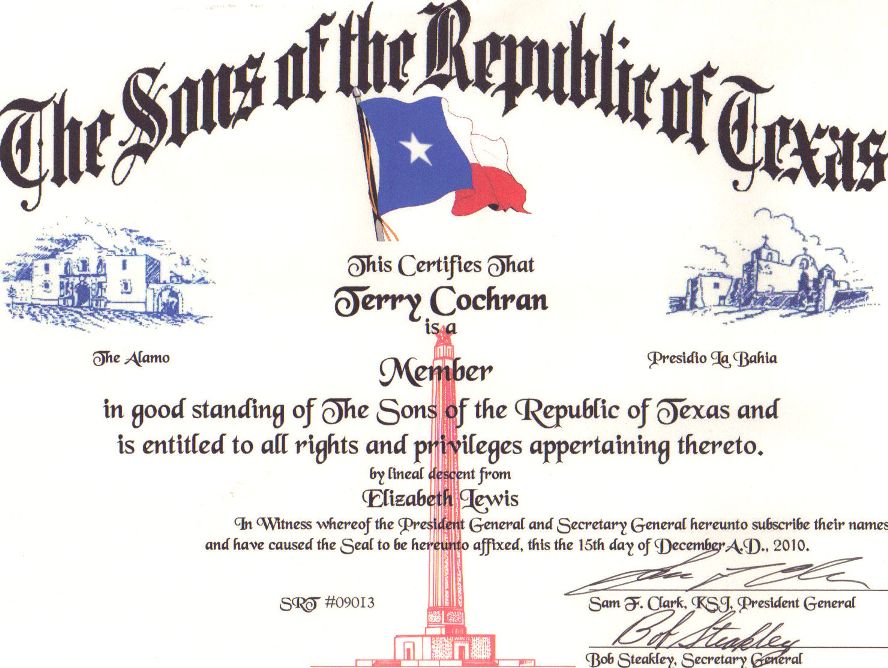 The Sons of the Republic of Texas
This Certifies That
Terry Cochran
is a
The Alamo
Presidio La Bahia
Member
in good standing of The Sons of the Republic of Texas and
is entitled to all rights and privileges appertaining thereto.
by lineal descent from
Elizabeth Lewis
In Witness whereof the President General and Secretary General hereunto subscribe their names
and have caused the Seal to be hereunto affixed, this the 15th day of December A.D., 2010.
SRT #09013
Sam F. Clark, KSJ, President General
Bob Steakley
Bob Steakley, Secretary General